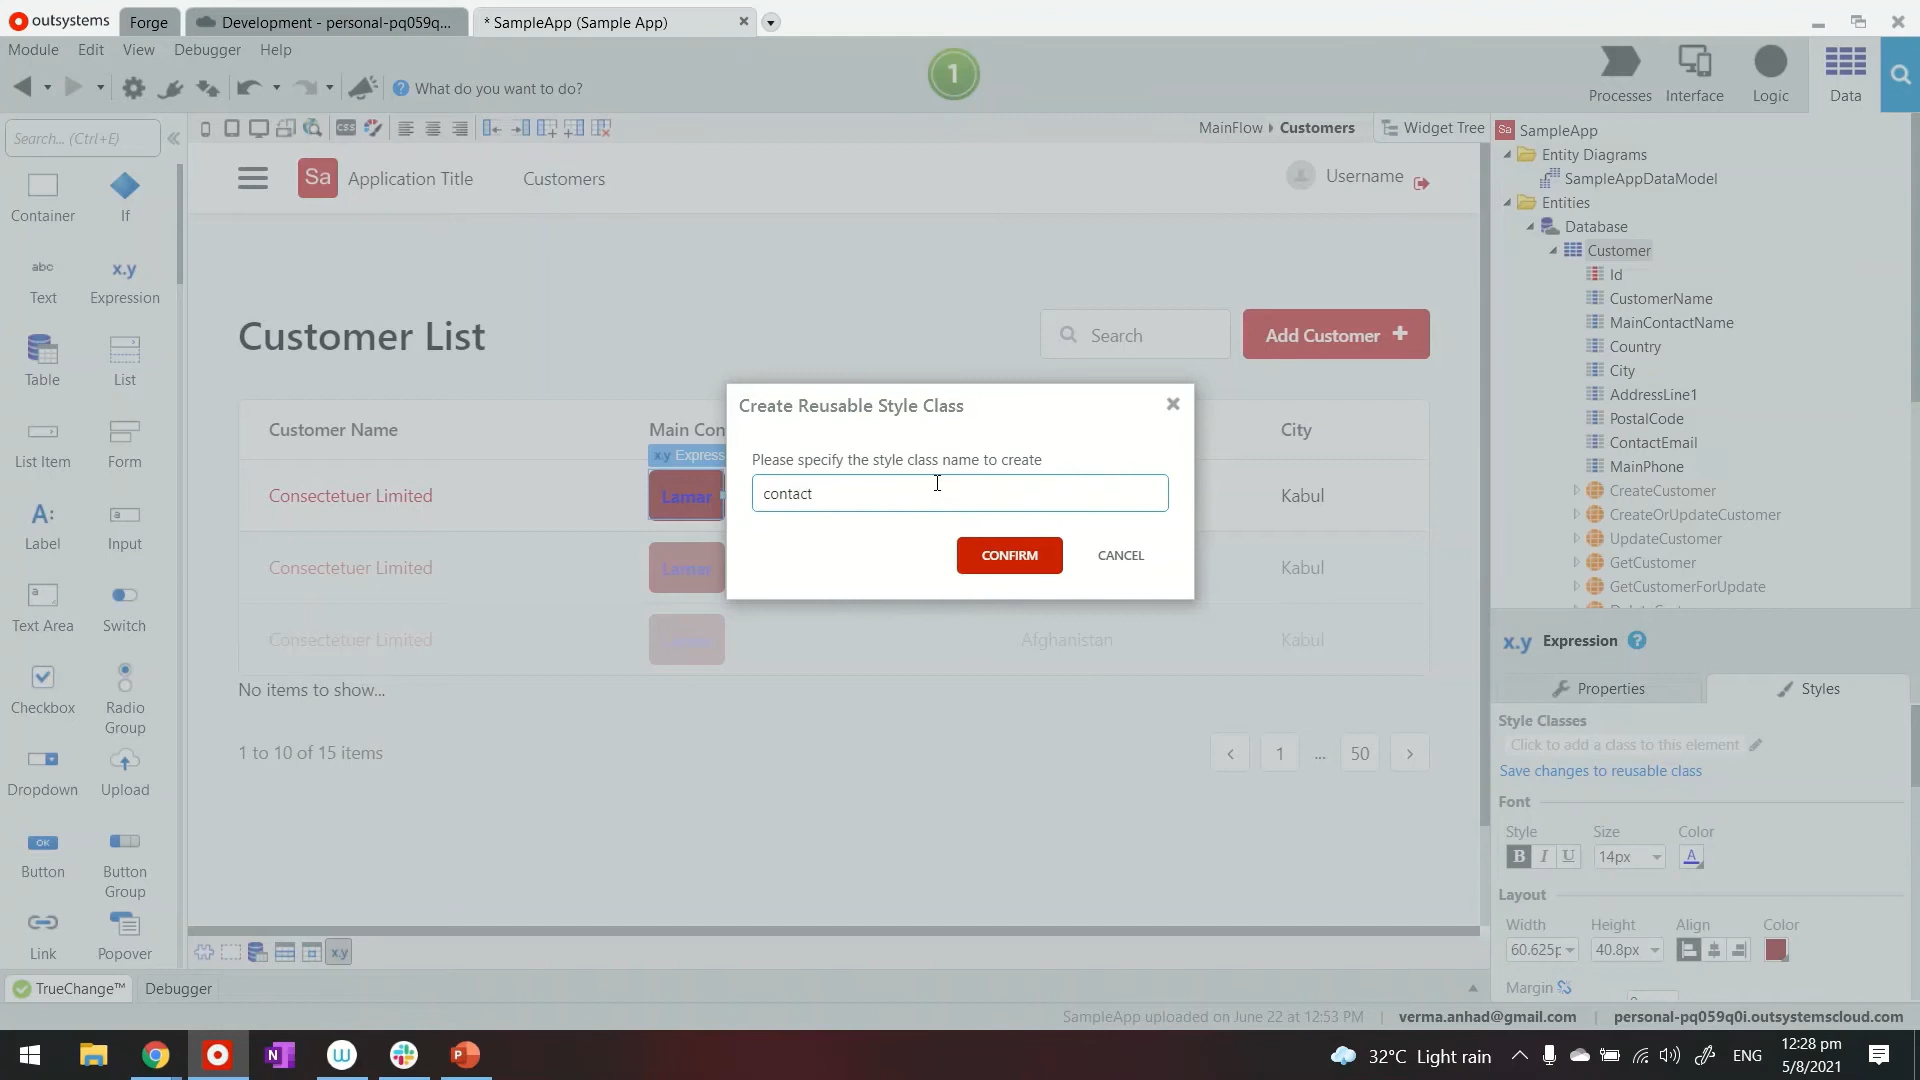 outsystems
Forge
Development - personal-pq059q...
* SampleApp (Sample App)
Module Edit View Debugger Help
What do you want to do?
1
Processes
Interface
Logic
Data
Search... (Ctrl+E)
CSS
MainFlow
Customers
Widget Tree
Container
If
abc
Text
x.y
Expression
Table
List
List Item
Form
A:
Label
a
Input
a
Text Area
Switch
Checkbox
Radio
Group
Dropdown
Upload
OK
Button
Button
Group
Link
Popover
Sa
Application Title
Customers
Username
Customer List
Search
Add Customer +
Customer Name
Main Con
City
x.y Express
Consectetuer Limited
Lamar
Kabul
Consectetuer Limited
Lamar
Kabul
Consectetuer Limited
Afghanistan
Kabul
No items to show...
1 to 10 of 15 items
< 1 ... 50 >
Create Reusable Style Class
Please specify the style class name to create
contact
CONFIRM
CANCEL
Sa SampleApp
Entity Diagrams
SampleAppDataModel
Entities
Database
Customer
Id
CustomerName
MainContactName
Country
City
AddressLine1
PostalCode
ContactEmail
MainPhone
CreateCustomer
CreateOrUpdateCustomer
UpdateCustomer
GetCustomer
GetCustomerForUpdate
x.y Expression ?
Properties
Styles
Style Classes
Click to add a class to this element
Save changes to reusable class
Font
Style
Size
Color
B I U
14px
A
Layout
Width
Height
Align
Color
60.625p
40.8px
Margin
x.y
TrueChange™
Debugger
SampleApp uploaded on June 22 at 12:53 PM
verma.anhad@gmail.com
personal-pq059q0i.outsystemscloud.com
32°C Light rain
ENG
12:28 pm
5/8/2021